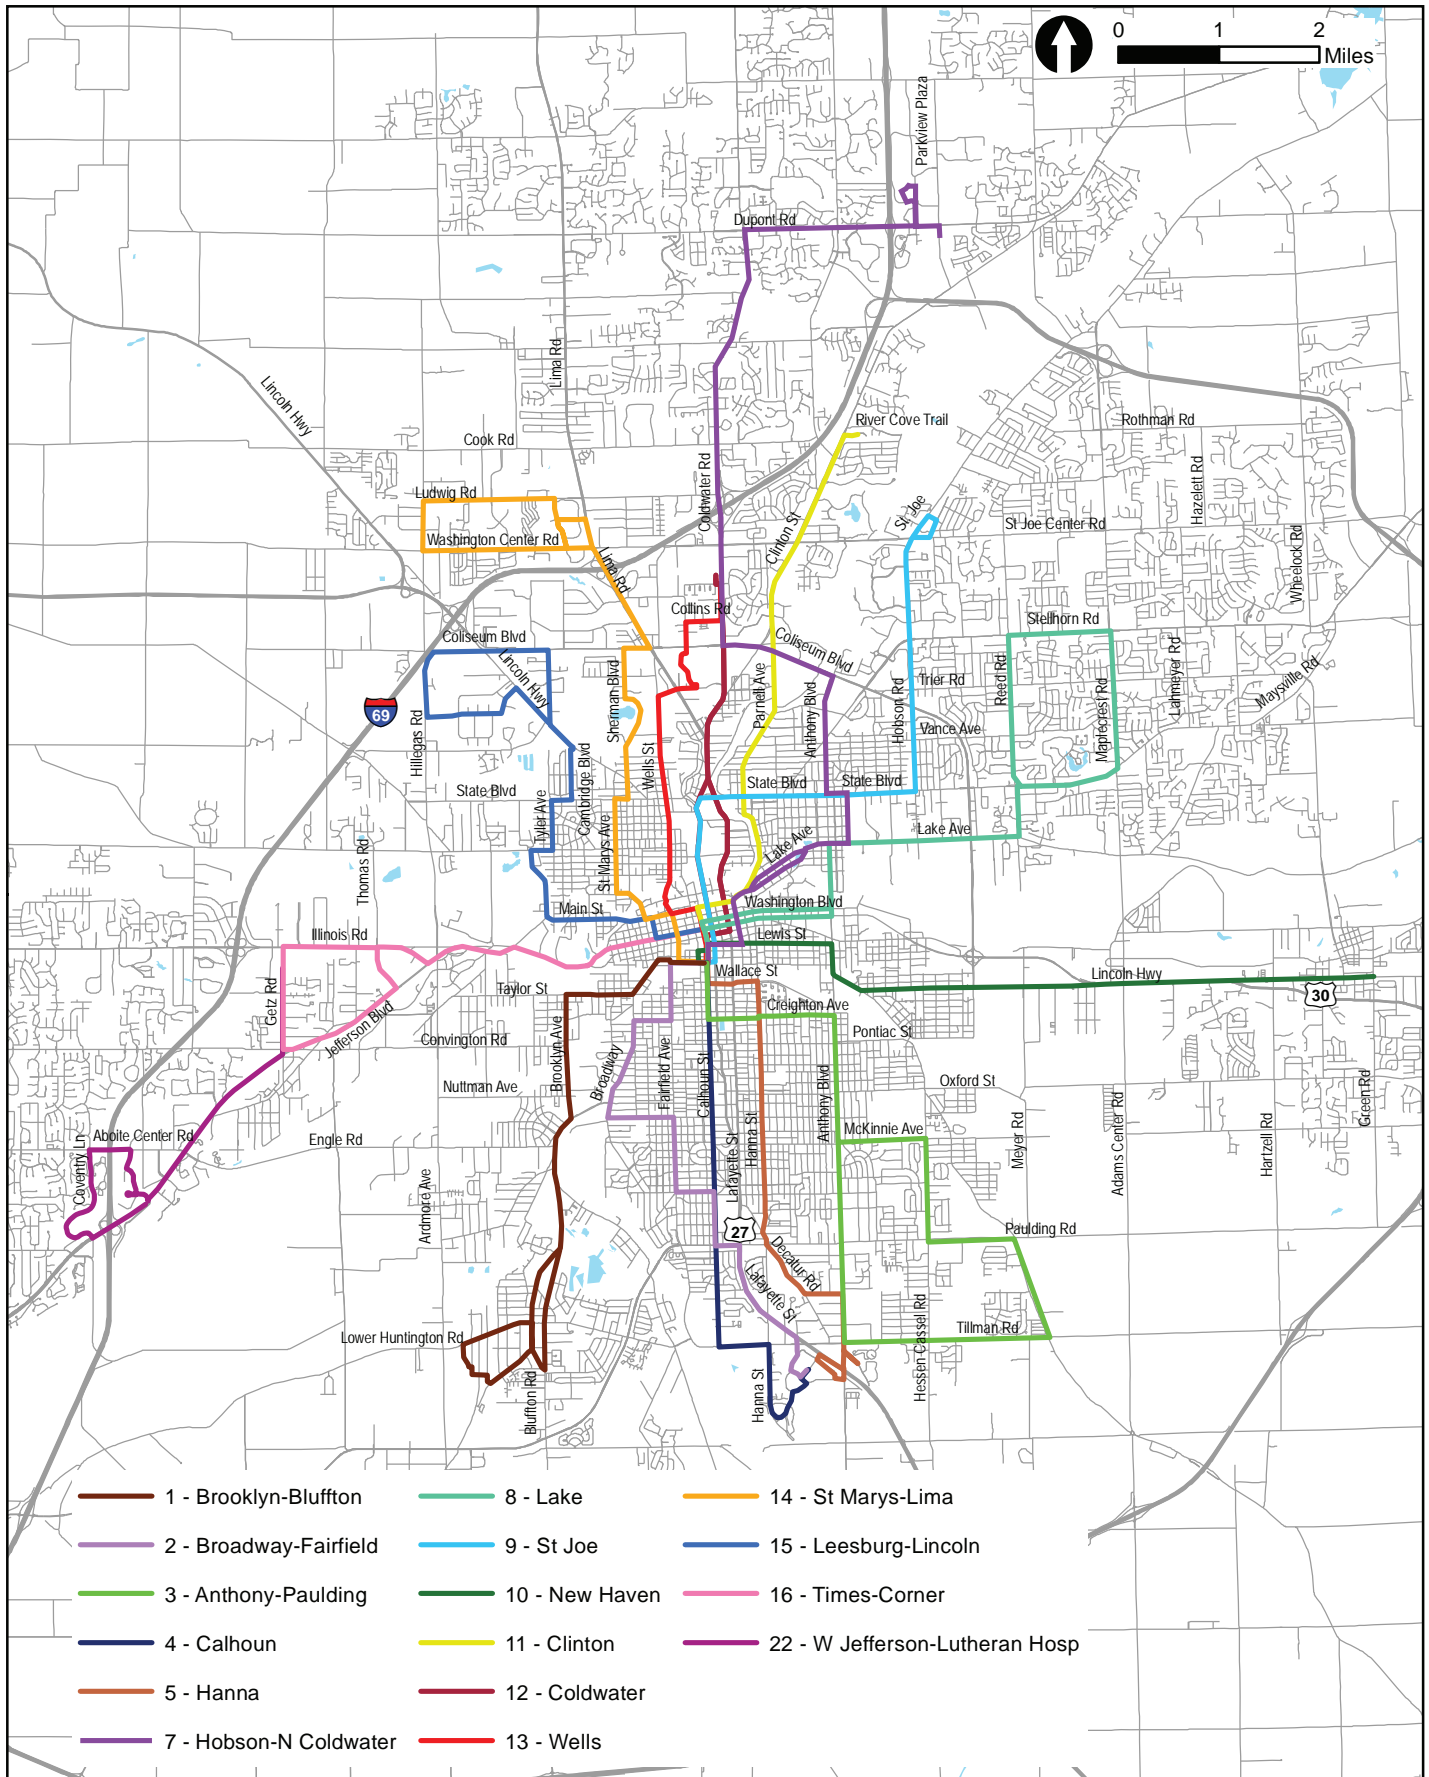 0 1 2
Miles
Parkview Plaza
Dupont Rd
Lima Rd
Lincoln Hwy
River Cove Trail
Rothman Rd
Cook Rd
Coldwater Rd
Hazelett Rd
Ludwig Rd
St. Joe
St Joe Center Rd
Clinton St
Washington Center Rd
Wheelock Rd
Lima Rd
Collins Rd
Stellhorn Rd
Coliseum Blvd
Coliseum Blvd
Lincoln Hwy
Sherman Blvd
Parnell Ave
Anthony Blvd
Trier Rd
Hobson Rd
Reed Rd
Maplecrest Rd
Lahmeyer Rd
Maysville Rd
69
Hillegas Rd
Vance Ave
Wells St
Cambridge Blvd
State Blvd
State Blvd
State Blvd
Tyler Ave
St Marys Ave
Lake Ave
Lake Ave
Thomas Rd
Main St
Washington Blvd
Illinois Rd
Lewis St
Wallace St
Lincoln Hwy
30
Taylor St
Getz Rd
Creighton Ave
Jefferson Blvd
Convington Rd
Pontiac St
Brooklyn Ave
Broadway
Fairfield Ave
Calhoun St
Nuttman Ave
Oxford St
Anthony Blvd
Hanna St
Green Rd
Aboite Center Rd
Engle Rd
McKinnie Ave
Meyer Rd
Adams Center Rd
Hartzell Rd
Coventry Ln
Lafayette St
Ardmore Ave
27
Paulding Rd
Decatur Rd
Lafayette St
Lower Huntington Rd
Tillman Rd
Hessen-Cassel Rd
Bluffton Rd
Hanna St
1 - Brooklyn-Bluffton
2 - Broadway-Fairfield
3 - Anthony-Paulding
4 - Calhoun
5 - Hanna
7 - Hobson-N Coldwater
8 - Lake
9 - St Joe
10 - New Haven
11 - Clinton
12 - Coldwater
13 - Wells
14 - St Marys-Lima
15 - Leesburg-Lincoln
16 - Times-Corner
22 - W Jefferson-Lutheran Hosp